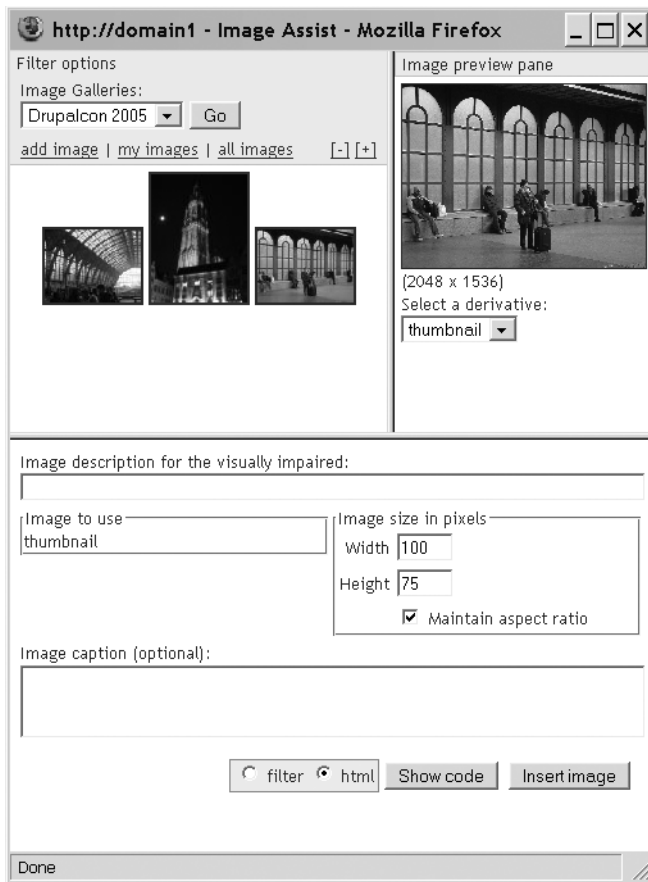 http://domain1 - Image Assist - Mozilla Firefox
Filter options
Image Galleries:
Drupalcon 2005 Go
add image | my images | all images [-] [+]
Image preview pane
(2048 x 1536)
Select a derivative:
thumbnail
Image description for the visually impaired:
Image to use
thumbnail
Image size in pixels
Width 100
Height 75
Maintain aspect ratio
Image caption (optional):
filter html Show code Insert image
Done